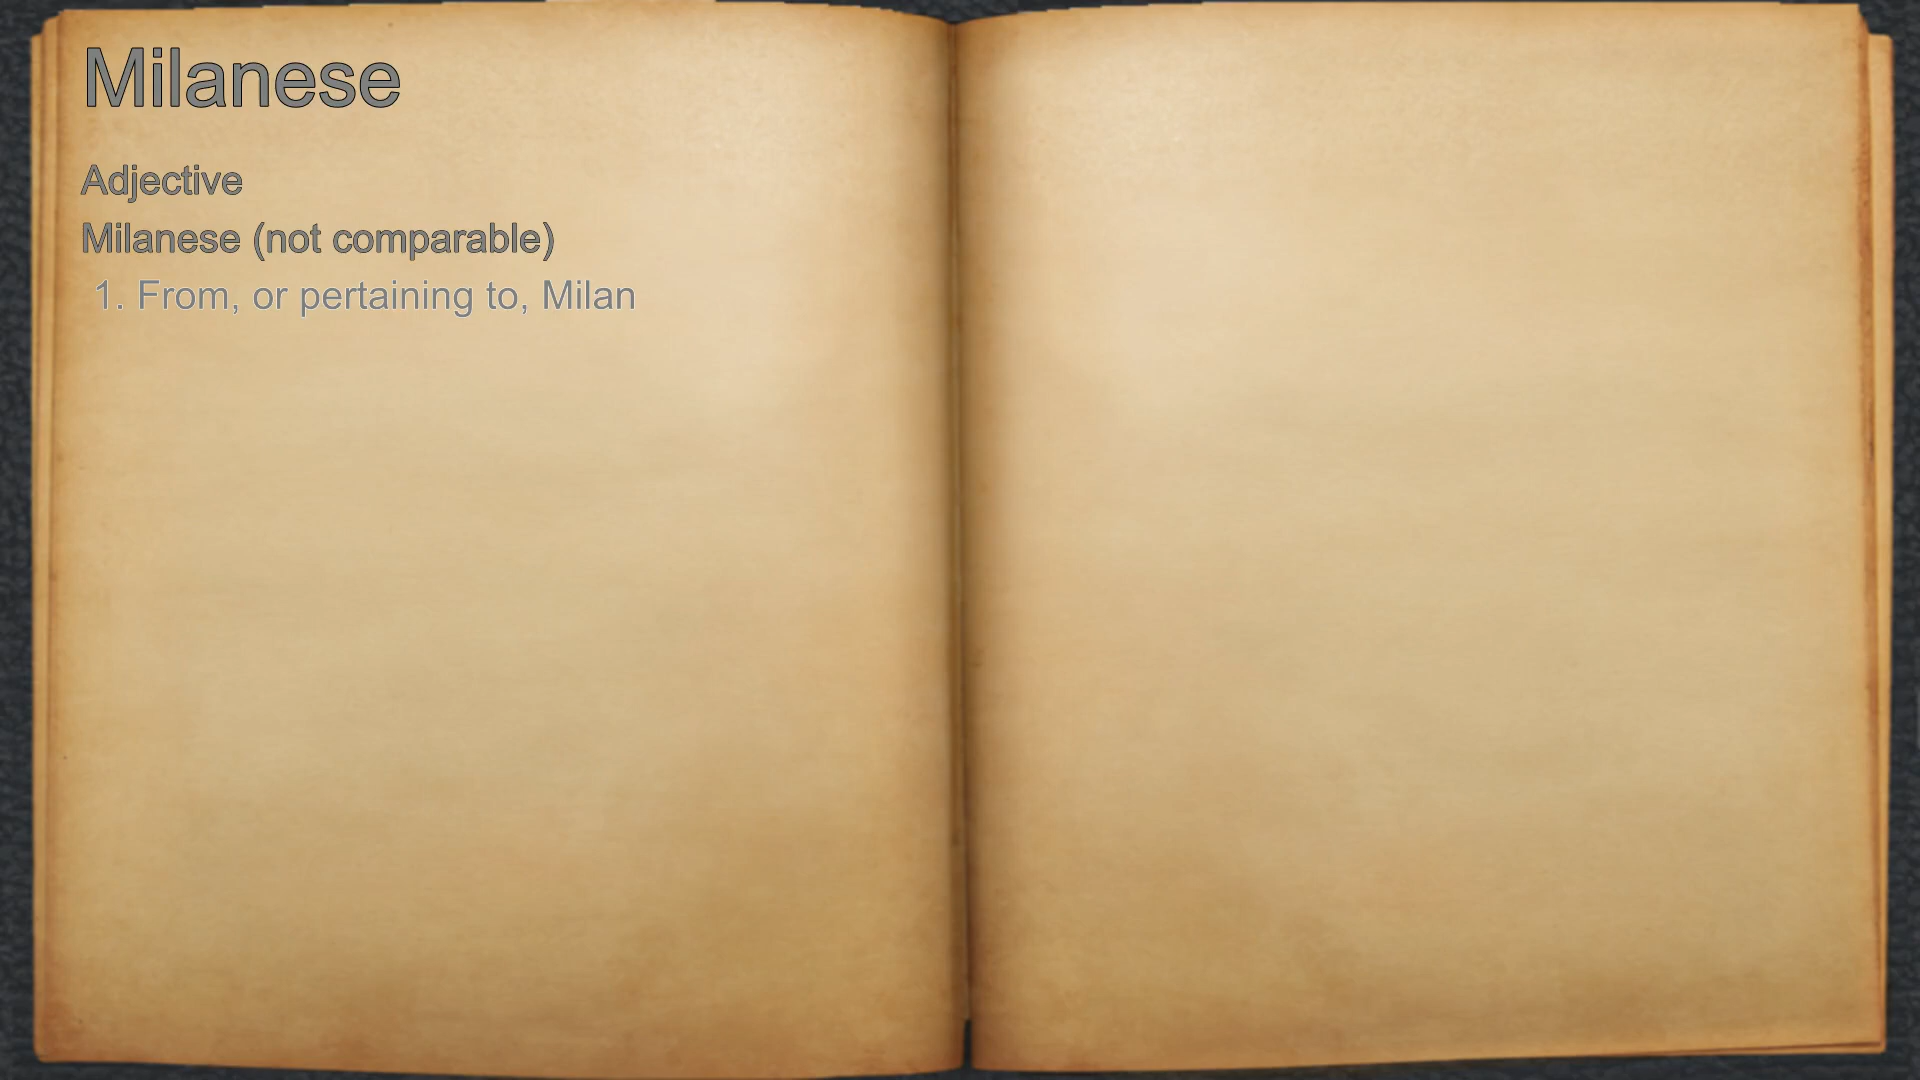 Milanese
Adjective
Milanese (not comparable)
1. From, or pertaining to, Milan